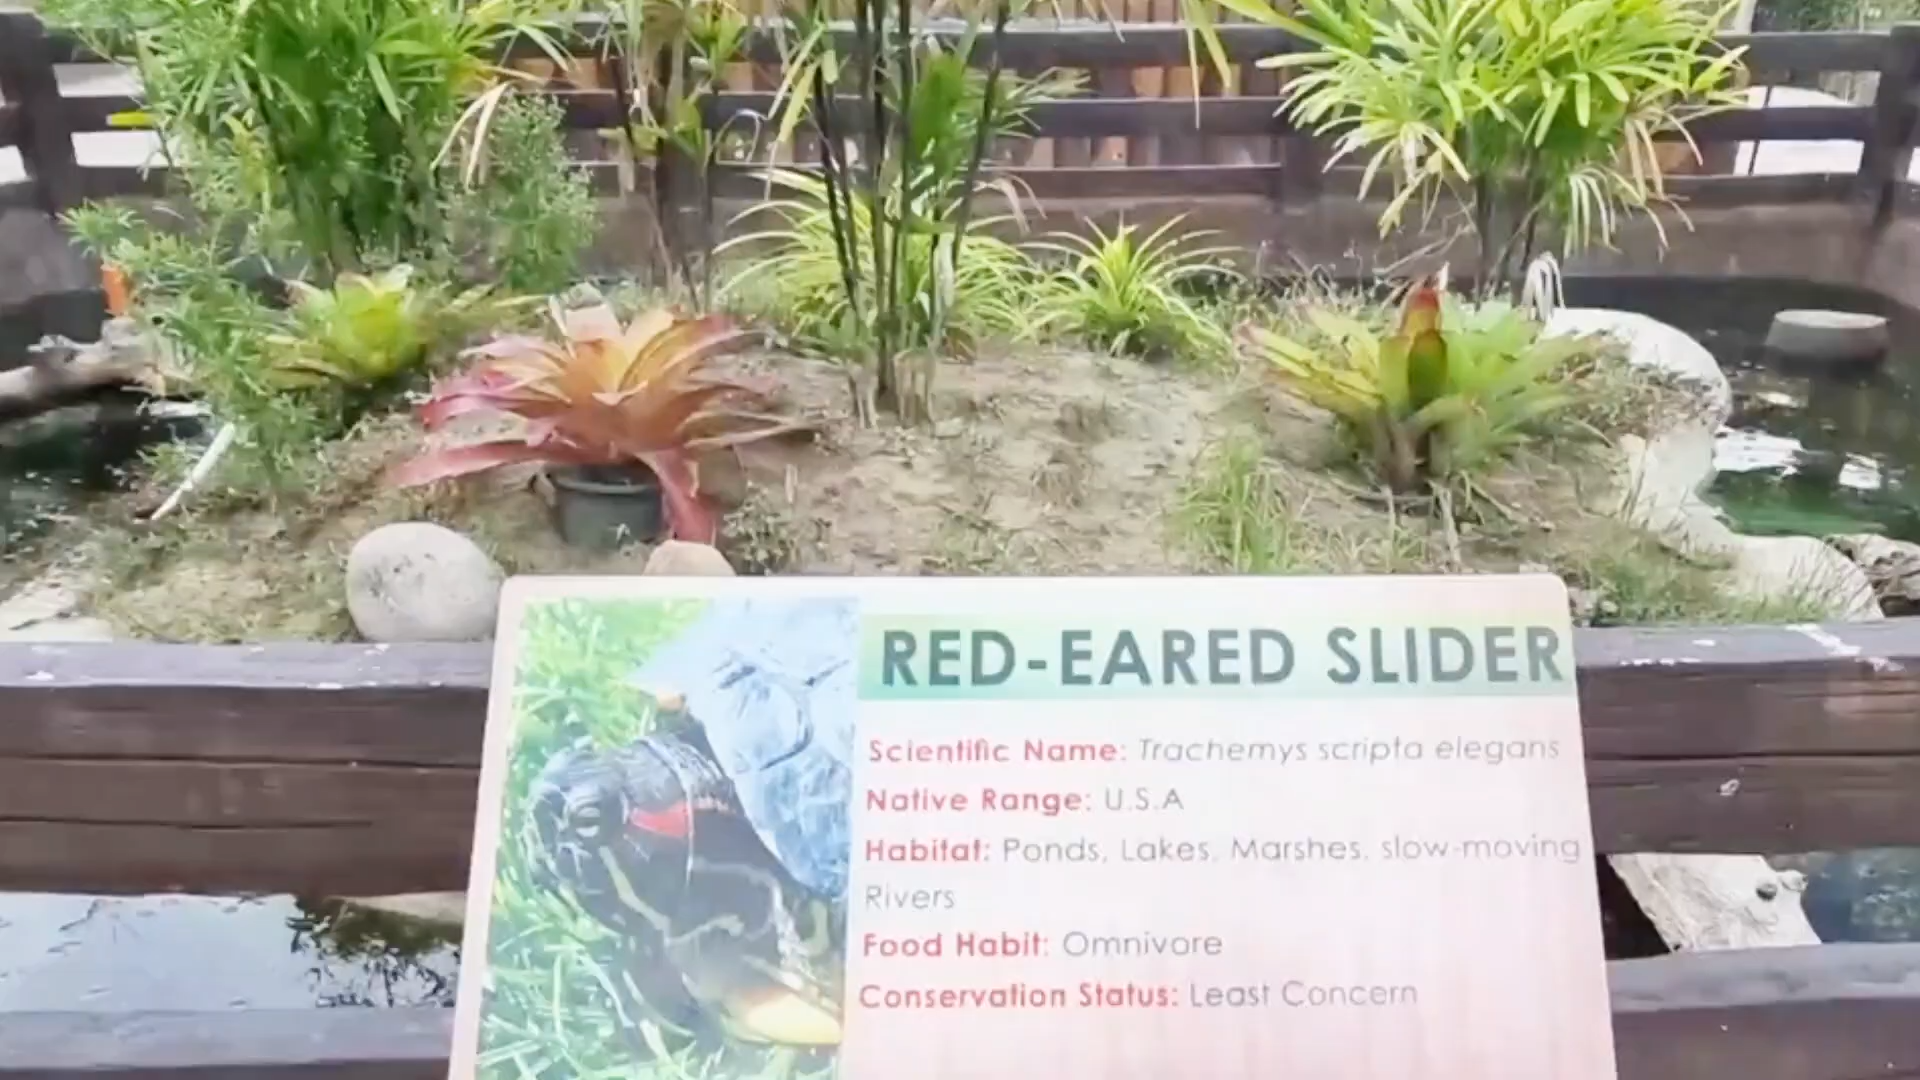 RED-EARED SLIDER
Scientific Name: Trachemys scripta elegans
Native Range: U.S.A
Habitat: Ponds, Lakes, Marshes, slow-moving
Rivers
Food Habit: Omnivore
Conservation Status: Least Concern